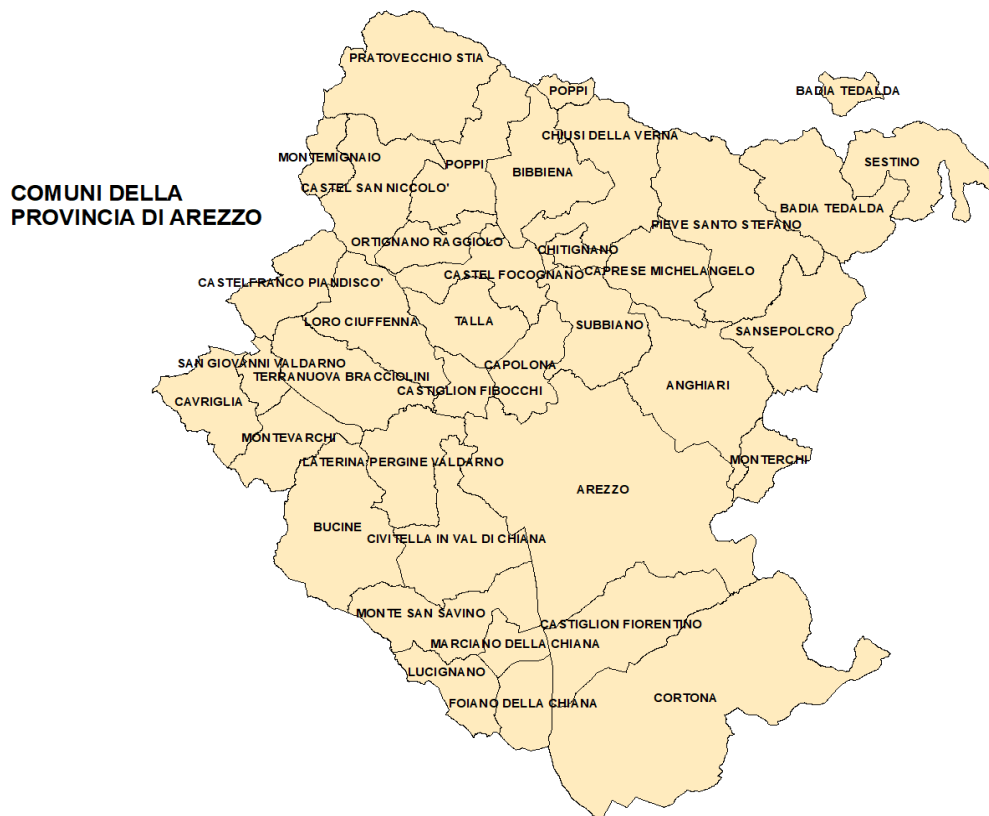 PRATOVECCHIO STIA
POPPI
BADIA TEDALDA
CHIUSI DELLA VERNA
MONTEMIGNAIO
POPPI
BIBBIENA
SESTINO
CASTEL SAN NICCOLO'
COMUNI DELLA
PROVINCIA DI AREZZO
BADIA TEDALDA
PIEVE SANTO STEFANO
ORTIGNANO RAGGIOLO
CHITIGNANO
CASTEL FOCOGNANO
CAPRESE MICHELANGELO
CASTELFRANCO PIANDISCO'
LORO CIUFFENNA
TALLA
SUBBIANO
SANSEPOLCRO
SAN GIOVANNI VALDARNO
CAPOLONA
TERRANUOVA BRACCIOLINI
ANGHIARI
CASTIGLION FIBOCCHI
CAVRIGLIA
MONTEVARCHI
LATERINA PERGINE VALDARNO
MONTERCHI
AREZZO
BUCINE
CIVITELLA IN VAL DI CHIANA
MONTE SAN SAVINO
CASTIGLION FIORENTINO
MARCIANO DELLA CHIANA
LUCIGNANO
CORTONA
FOIANO DELLA CHIANA